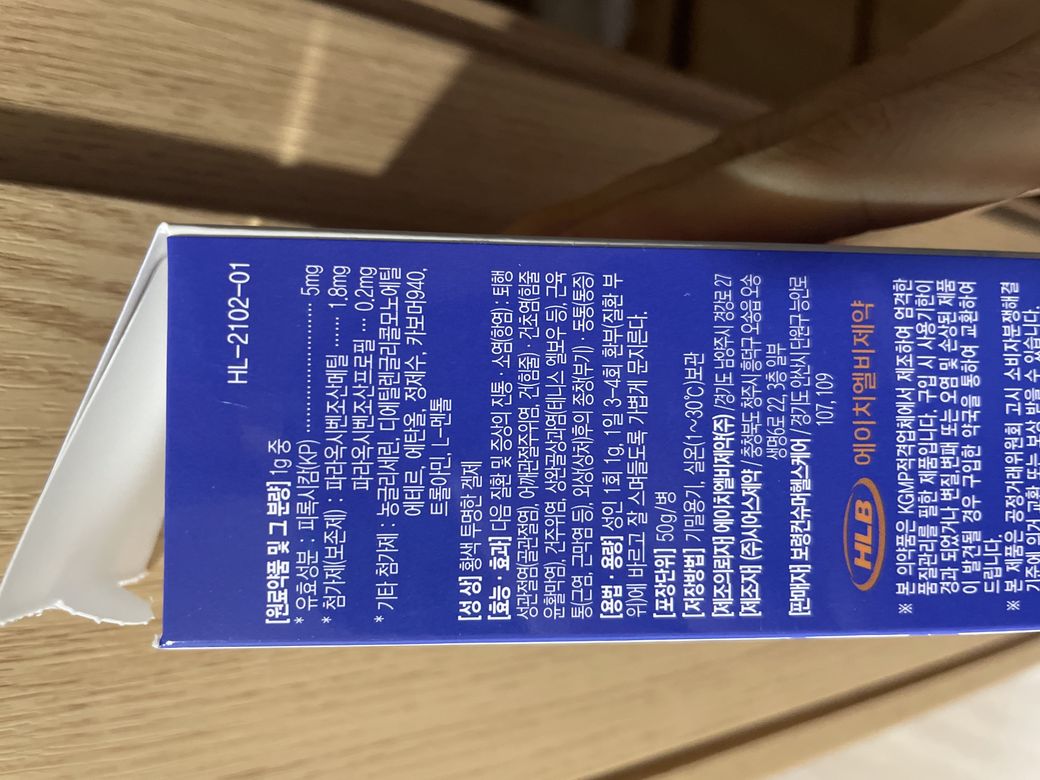 HL-2102-01
[원료약품 및 그 분량] 1g 중
* 유효성분 : 피록시캄(KP) ........................ 5mg
* 첨가제(보존제) : 파라옥시벤조산메틸 ...... 1.8mg
파라옥시벤조산프로필 ... 0.2mg
* 기타 첨가제 : 농글리세린, 디에틸렌글리콜모노에틸
에테르, 에탄올, 정제수, 카보머940,
트롤아민, L-멘톨
[성 상] 황색 투명한 겔제
[효능 · 효과] 다음 질환 및 증상의 진통 · 소염(항염) : 퇴행
성관절염(골관절염), 어깨관절주위염, 건(힘줄) · 건초염(힘줄
윤활막염), 건주위염, 상완골상과염(테니스 엘보우 등), 근육
통(근염, 근막염 등), 외상(상처)후의 종창(부기) · 동통(통증)
[용법 · 용량] 성인 1회 1g, 1일 3~4회 환부(질환 부
위)에 바르고 잘 스며들도록 가볍게 문지른다.
[포장단위] 50g/병
[저장방법] 기밀용기, 실온(1~30℃)보관
[제조의뢰자] 에이치엘비제약(주) / 경기도 남양주시 경강로 27
[제조자] (주)시어스제약 / 충청북도 청주시 흥덕구 오송읍 오송
생명6로 22, 3층 일부
[판매자] 보령컨슈머헬스케어 / 경기도 안산시 단원구 능안로
107, 109
HLB 에이치엘비제약
※ 본 의약품은 KGMP적격업체에서 제조하여 엄격한
품질관리를 필한 제품입니다. 구입 시 사용기한이
경과 되었거나 변질 변패 또는 오염 및 손상된 제품
이 발견될 경우 구입한 약국을 통하여 교환하여
드립니다.
※ 본 제품은 공정거래위원회 고시 소비자분쟁해결
기준에 의거 교환 또는 보상 받을 수 있습니다.